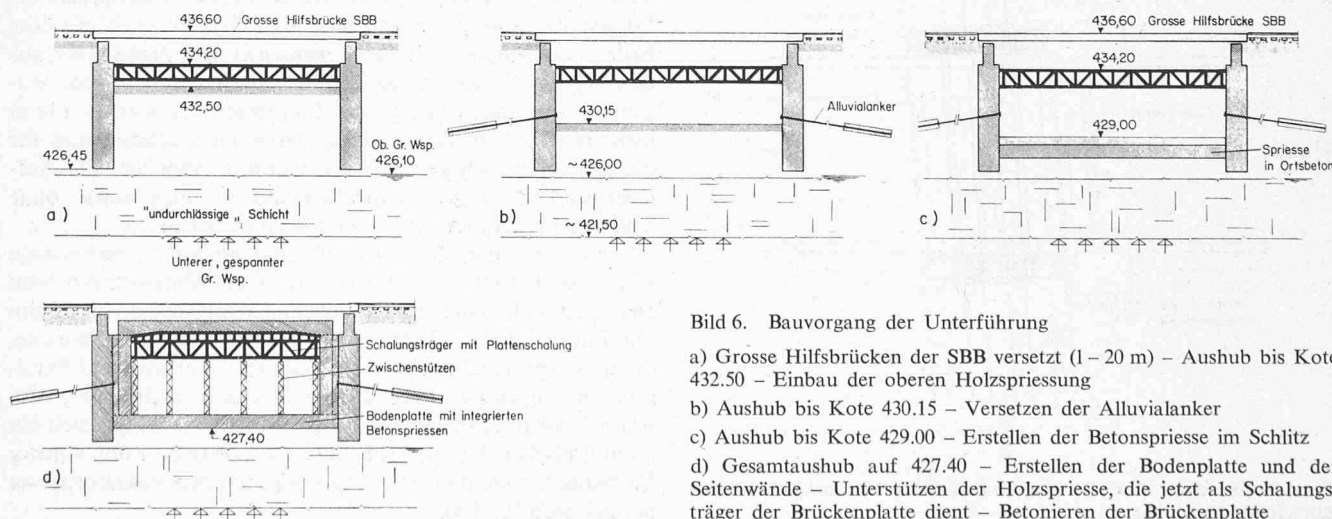 436,60 Grosse Hilfsbrücke SBB
434,20
432,50
426,45
Ob. Gr. Wsp.
426,10
a)
"undurchlässige „ Schicht
Unterer, gespannter
Gr. Wsp.
430,15
Alluvialanker
~426,00
b)
~421,50
436,60 Grosse Hilfsbrücke SBB
434,20
429,00
Spriesse
in Ortsbeton
c)
Schalungsträger mit Plattenschalung
Zwischenstützen
Bodenplatte mit integrierten
Betonspriessen
427,40
d)
Bild 6. Bauvorgang der Unterführung
a) Grosse Hilfsbrücken der SBB versetzt (l – 20 m) – Aushub bis Kote
432.50 – Einbau der oberen Holzspriessung
b) Aushub bis Kote 430.15 – Versetzen der Alluvialanker
c) Aushub bis Kote 429.00 – Erstellen der Betonspriesse im Schlitz
d) Gesamtaushub auf 427.40 – Erstellen der Bodenplatte und der
Seitenwände – Unterstützen der Holzspriesse, die jetzt als Schalungs-
träger der Brückenplatte dient – Betonieren der Brückenplatte